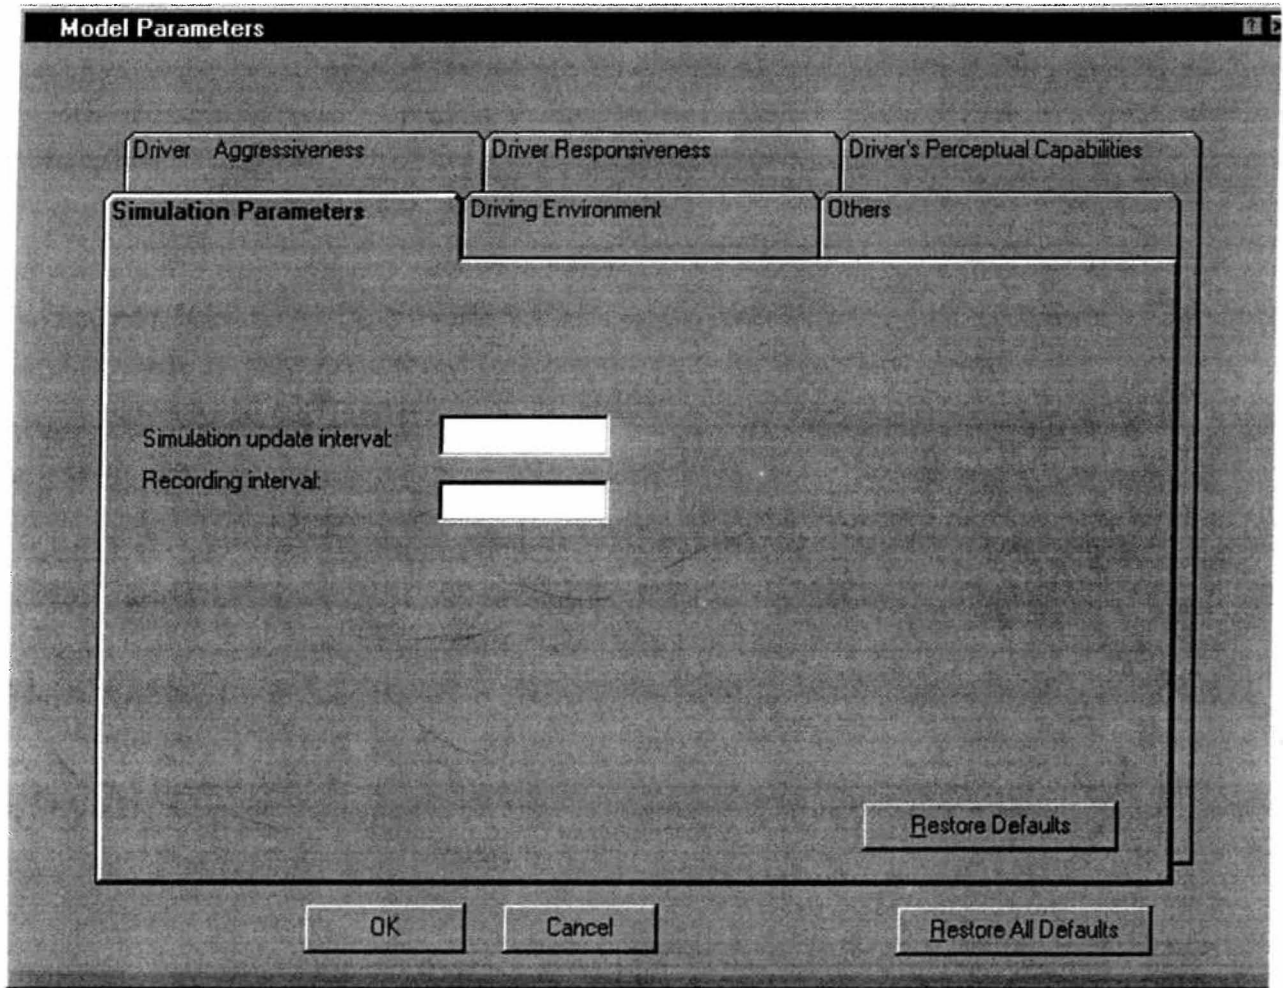 Model Parameters
Driver Aggressiveness
Driver Responsiveness
Driver's Perceptual Capabilities
Simulation Parameters
Driving Environment
Others
Simulation update interval:
Recording interval:
Restore Defaults
OK
Cancel
Restore All Defaults